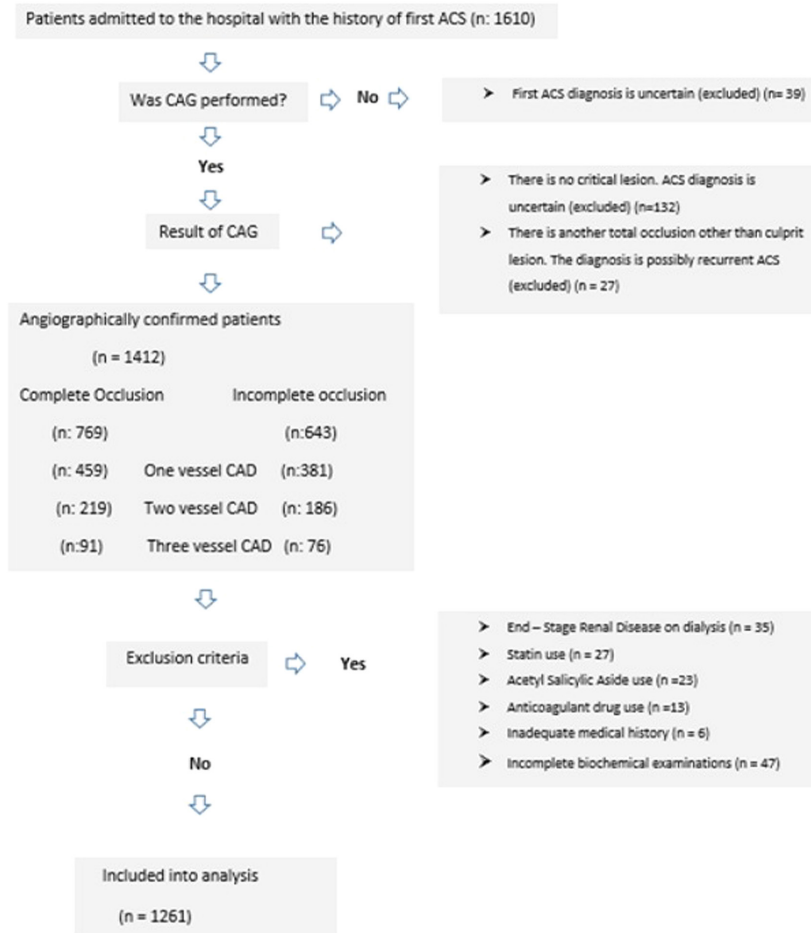 Patients admitted to the hospital with the history of first ACS (n: 1610)
Was CAG performed?
No
➤ First ACS diagnosis is uncertain (excluded) (n= 39)
Yes
➤ There is no critical lesion. ACS diagnosis is
uncertain (excluded) (n=132)
➤ There is another total occlusion other than culprit
lesion. The diagnosis is possibly recurrent ACS
(excluded) (n = 27)
Result of CAG
Angiographically confirmed patients
(n = 1412)
Complete Occlusion Incomplete occlusion
(n: 769) (n:643)
(n: 459) One vessel CAD (n:381)
(n: 219) Two vessel CAD (n: 186)
(n:91) Three vessel CAD (n: 76)
Exclusion criteria
Yes
➤ End – Stage Renal Disease on dialysis (n = 35)
➤ Statin use (n = 27)
➤ Acetyl Salicylic Aside use (n =23)
➤ Anticoagulant drug use (n =13)
➤ Inadequate medical history (n = 6)
➤ Incomplete biochemical examinations (n = 47)
No
Included into analysis
(n = 1261)